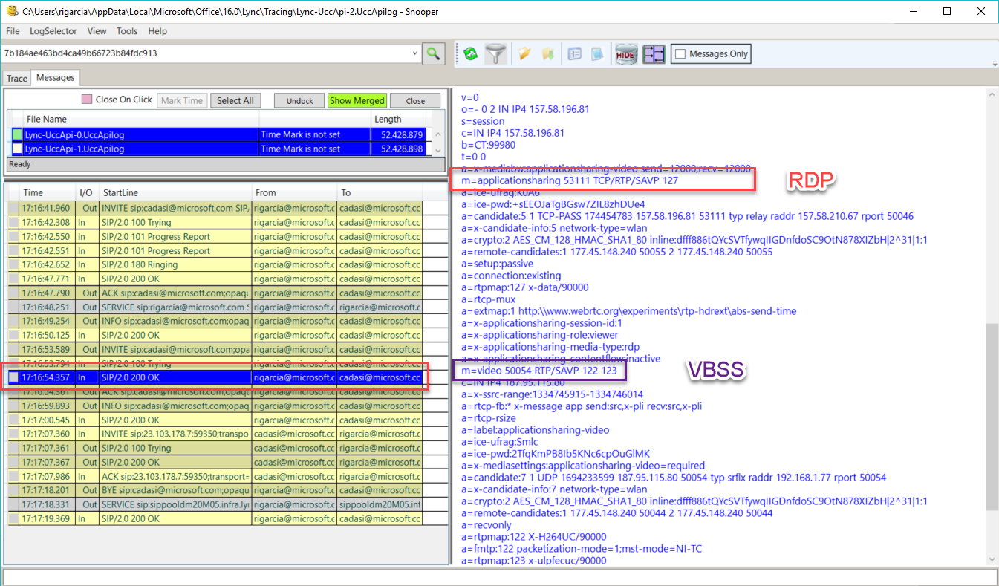 C:\Users\rigarcia\AppData\Local\Microsoft\Office\16.0\Lync\Tracing\Lync-UccApi-2.UccApilog - Snooper
File LogSelector View Tools Help
7b184ae463bd4ca49b66723b84fdc913
HIDE
Messages Only
Trace Messages
Close On Click Mark Time Select All Undock Show Merged Close
File Name Length
Lync-UccApi-0.UccApilog Time Mark is not set 52.428.879
Lync-UccApi-1.UccApilog Time Mark is not set 52.428.898
Ready
Time I/O StartLine From To
17:16:41.960 Out INVITE sip:cadasi@microsoft.com SIP/ rigarcia@microsoft.c cadasi@microsoft.cc
17:16:42.308 In SIP/2.0 100 Trying rigarcia@microsoft.c cadasi@microsoft.cc
17:16:42.550 In SIP/2.0 101 Progress Report rigarcia@microsoft.c cadasi@microsoft.cc
17:16:42.551 In SIP/2.0 101 Progress Report rigarcia@microsoft.c cadasi@microsoft.cc
17:16:42.652 In SIP/2.0 180 Ringing rigarcia@microsoft.c cadasi@microsoft.cc
17:16:47.771 In SIP/2.0 200 OK rigarcia@microsoft.c cadasi@microsoft.cc
17:16:47.790 Out ACK sip:cadasi@microsoft.com;opaqu rigarcia@microsoft.c cadasi@microsoft.cc
17:16:48.251 Out SERVICE sip:rigarcia@microsoft.com S rigarcia@microsoft.c rigarcia@microsoft.c
17:16:49.254 Out INFO sip:cadasi@microsoft.com;opaq rigarcia@microsoft.c cadasi@microsoft.cc
17:16:50.125 In SIP/2.0 200 OK rigarcia@microsoft.c cadasi@microsoft.cc
17:16:53.589 Out INVITE sip:cadasi@microsoft.com;opa rigarcia@microsoft.c cadasi@microsoft.cc
17:16:53.794 In SIP/2.0 100 Trying rigarcia@microsoft.c cadasi@microsoft.cc
17:16:54.357 In SIP/2.0 200 OK rigarcia@microsoft.c cadasi@microsoft.cc
17:16:54.361 Out ACK sip:cadasi@microsoft.com;opaqu rigarcia@microsoft.c cadasi@microsoft.cc
17:16:59.893 Out INFO sip:cadasi@microsoft.com;opaq rigarcia@microsoft.c cadasi@microsoft.cc
17:17:00.545 In SIP/2.0 200 OK rigarcia@microsoft.c cadasi@microsoft.cc
17:17:07.360 In INVITE sip:23.103.178.7:59350;transpo cadasi@microsoft.cc rigarcia@microsoft.c
17:17:07.361 Out SIP/2.0 100 Trying cadasi@microsoft.cc rigarcia@microsoft.c
17:17:07.367 Out SIP/2.0 200 OK cadasi@microsoft.cc rigarcia@microsoft.c
17:17:07.986 In ACK sip:23.103.178.7:59350;transport= cadasi@microsoft.cc rigarcia@microsoft.c
17:17:18.201 Out BYE sip:cadasi@microsoft.com;opaqu rigarcia@microsoft.c cadasi@microsoft.cc
17:17:18.331 Out SERVICE sip:sippooldm20M05.infra.lyn rigarcia@microsoft.c sippooldm20M05.inf
17:17:19.369 In SIP/2.0 200 OK rigarcia@microsoft.c cadasi@microsoft.cc
v=0
o=- 0 2 IN IP4 157.58.196.81
s=session
c=IN IP4 157.58.196.81
b=CT:99980
t=0 0
a=x-mediabw:applicationsharing-video send=12000;recv=12000
m=applicationsharing 53111 TCP/RTP/SAVP 127
RDP
a=ice-ufrag:K0A6
a=ice-pwd:+sEEOJaTgBGsw7ZIL8zhDUe4
a=candidate:5 1 TCP-PASS 174454783 157.58.196.81 53111 typ relay raddr 157.58.210.67 rport 50046
a=x-candidate-info:5 network-type=wlan
a=crypto:2 AES_CM_128_HMAC_SHA1_80 inline:dfff886tQYcSVTfywqIIGDnfdoSC9OtN878XIZbH|2^31|1:1
a=remote-candidates:1 177.45.148.240 50055 2 177.45.148.240 50055
a=setup:passive
a=connection:existing
a=rtpmap:127 x-data/90000
a=rtcp-mux
a=extmap:1 http:\\www.webrtc.org\experiments\rtp-hdrext\abs-send-time
a=x-applicationsharing-session-id:1
a=x-applicationsharing-role:viewer
a=x-applicationsharing-media-type:rdp
a=x-applicationsharing-contentflow:inactive
m=video 50054 RTP/SAVP 122 123
VBSS
c=IN IP4 187.95.115.80
a=x-ssrc-range:1334745915-1334746014
a=rtcp-fb:* x-message app send:src,x-pli recv:src,x-pli
a=rtcp-rsize
a=label:applicationsharing-video
a=ice-ufrag:Smlc
a=ice-pwd:2TfqKmPB8Ib5KNc6cpOuGlMK
a=x-mediasettings:applicationsharing-video=required
a=candidate:7 1 UDP 1694233599 187.95.115.80 50054 typ srflx raddr 192.168.1.77 rport 50054
a=x-candidate-info:7 network-type=wlan
a=crypto:2 AES_CM_128_HMAC_SHA1_80 inline:dfff886tQYcSVTfywqIIGDnfdoSC9OtN878XIZbH|2^31|1:1
a=remote-candidates:1 177.45.148.240 50044 2 177.45.148.240 50044
a=recvonly
a=rtpmap:122 X-H264UC/90000
a=fmtp:122 packetization-mode=1;mst-mode=NI-TC
a=rtpmap:123 x-ulpfecuc/90000